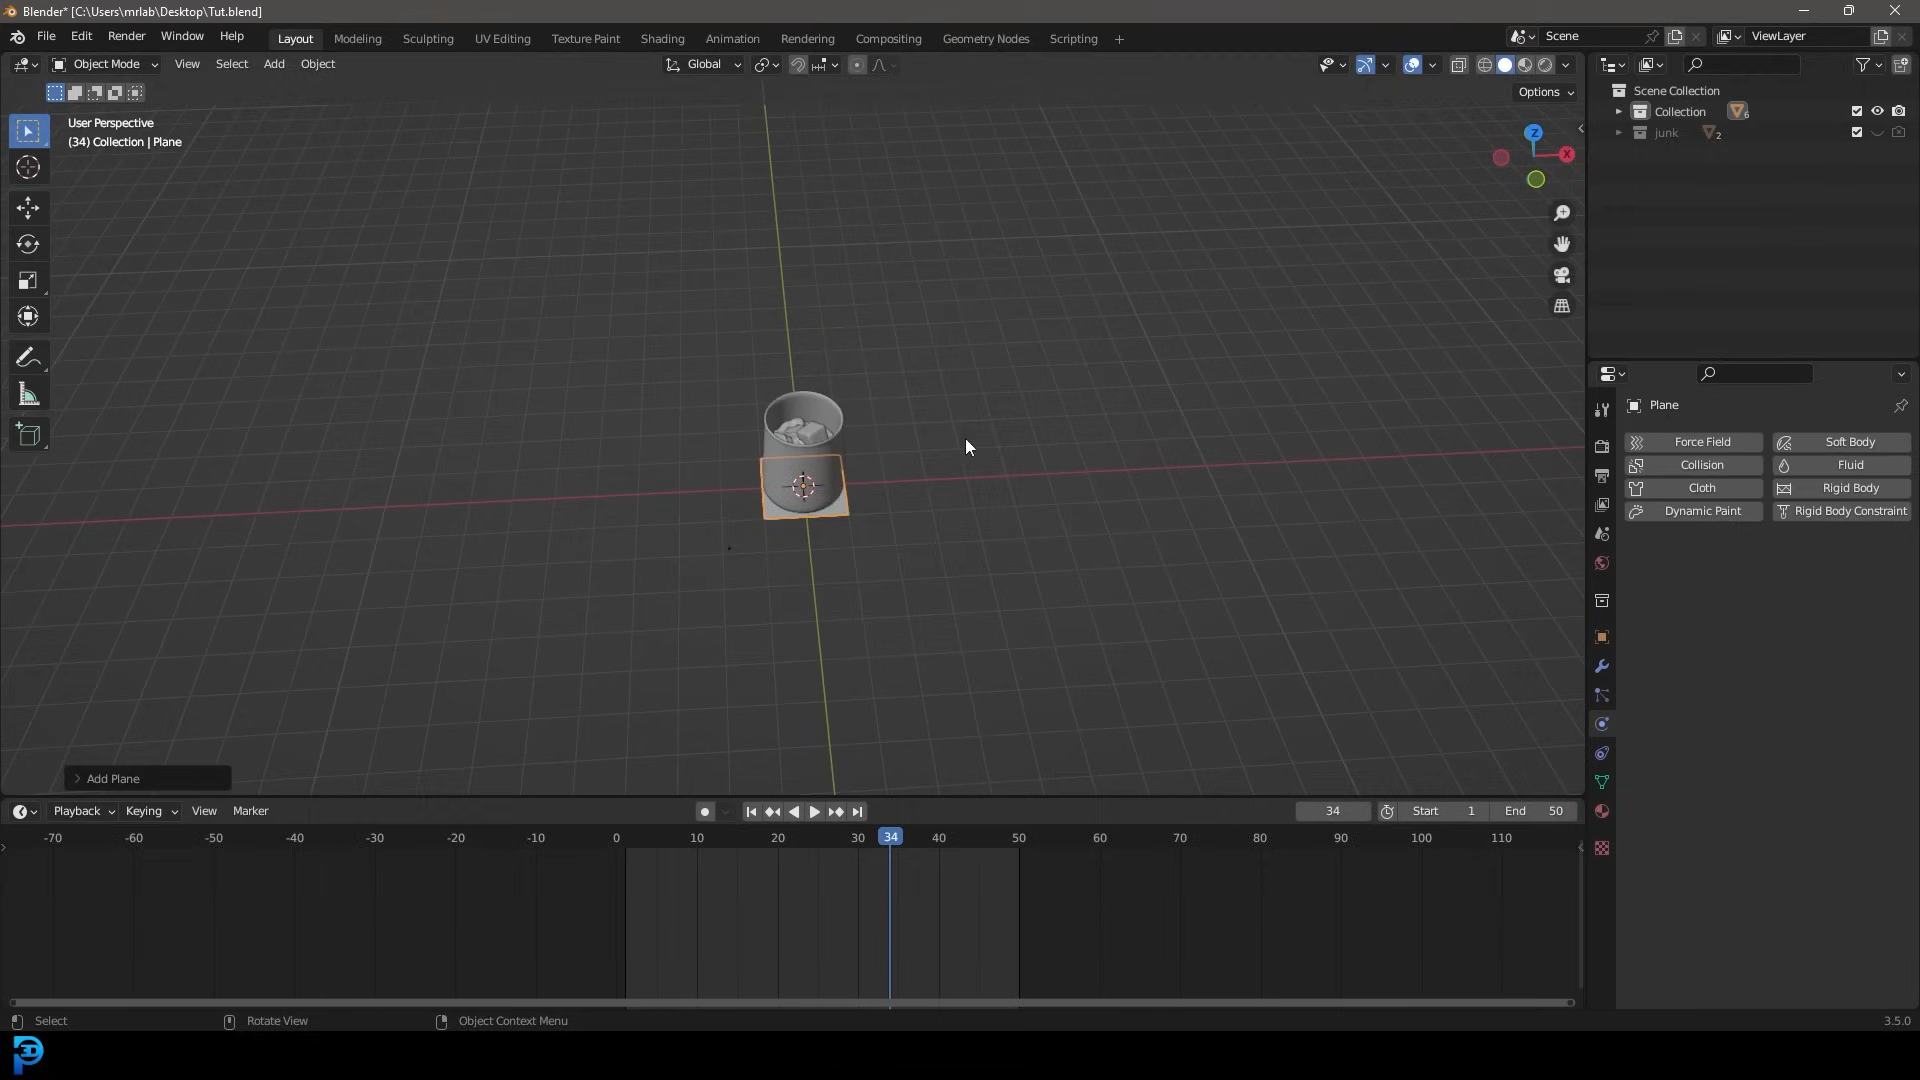 Blender* [C:\Users\mrlab\Desktop\Tut.blend]
File Edit Render Window Help Layout Modeling Sculpting UV Editing Texture Paint Shading Animation Rendering Compositing Geometry Nodes Scripting + Scene ViewLayer
Object Mode View Select Add Object Global
Options
User Perspective
(34) Collection | Plane
Z
X
Scene Collection
Collection 6
junk 2
Plane
Force Field Soft Body
Collision Fluid
Cloth Rigid Body
Dynamic Paint Rigid Body Constraint
Add Plane
Playback Keying View Marker 34 Start 1 End 50
-70 -60 -50 -40 -30 -20 -10 0 10 20 30 34 40 50 60 70 80 90 100 110
Select Rotate View Object Context Menu 3.5.0
3D